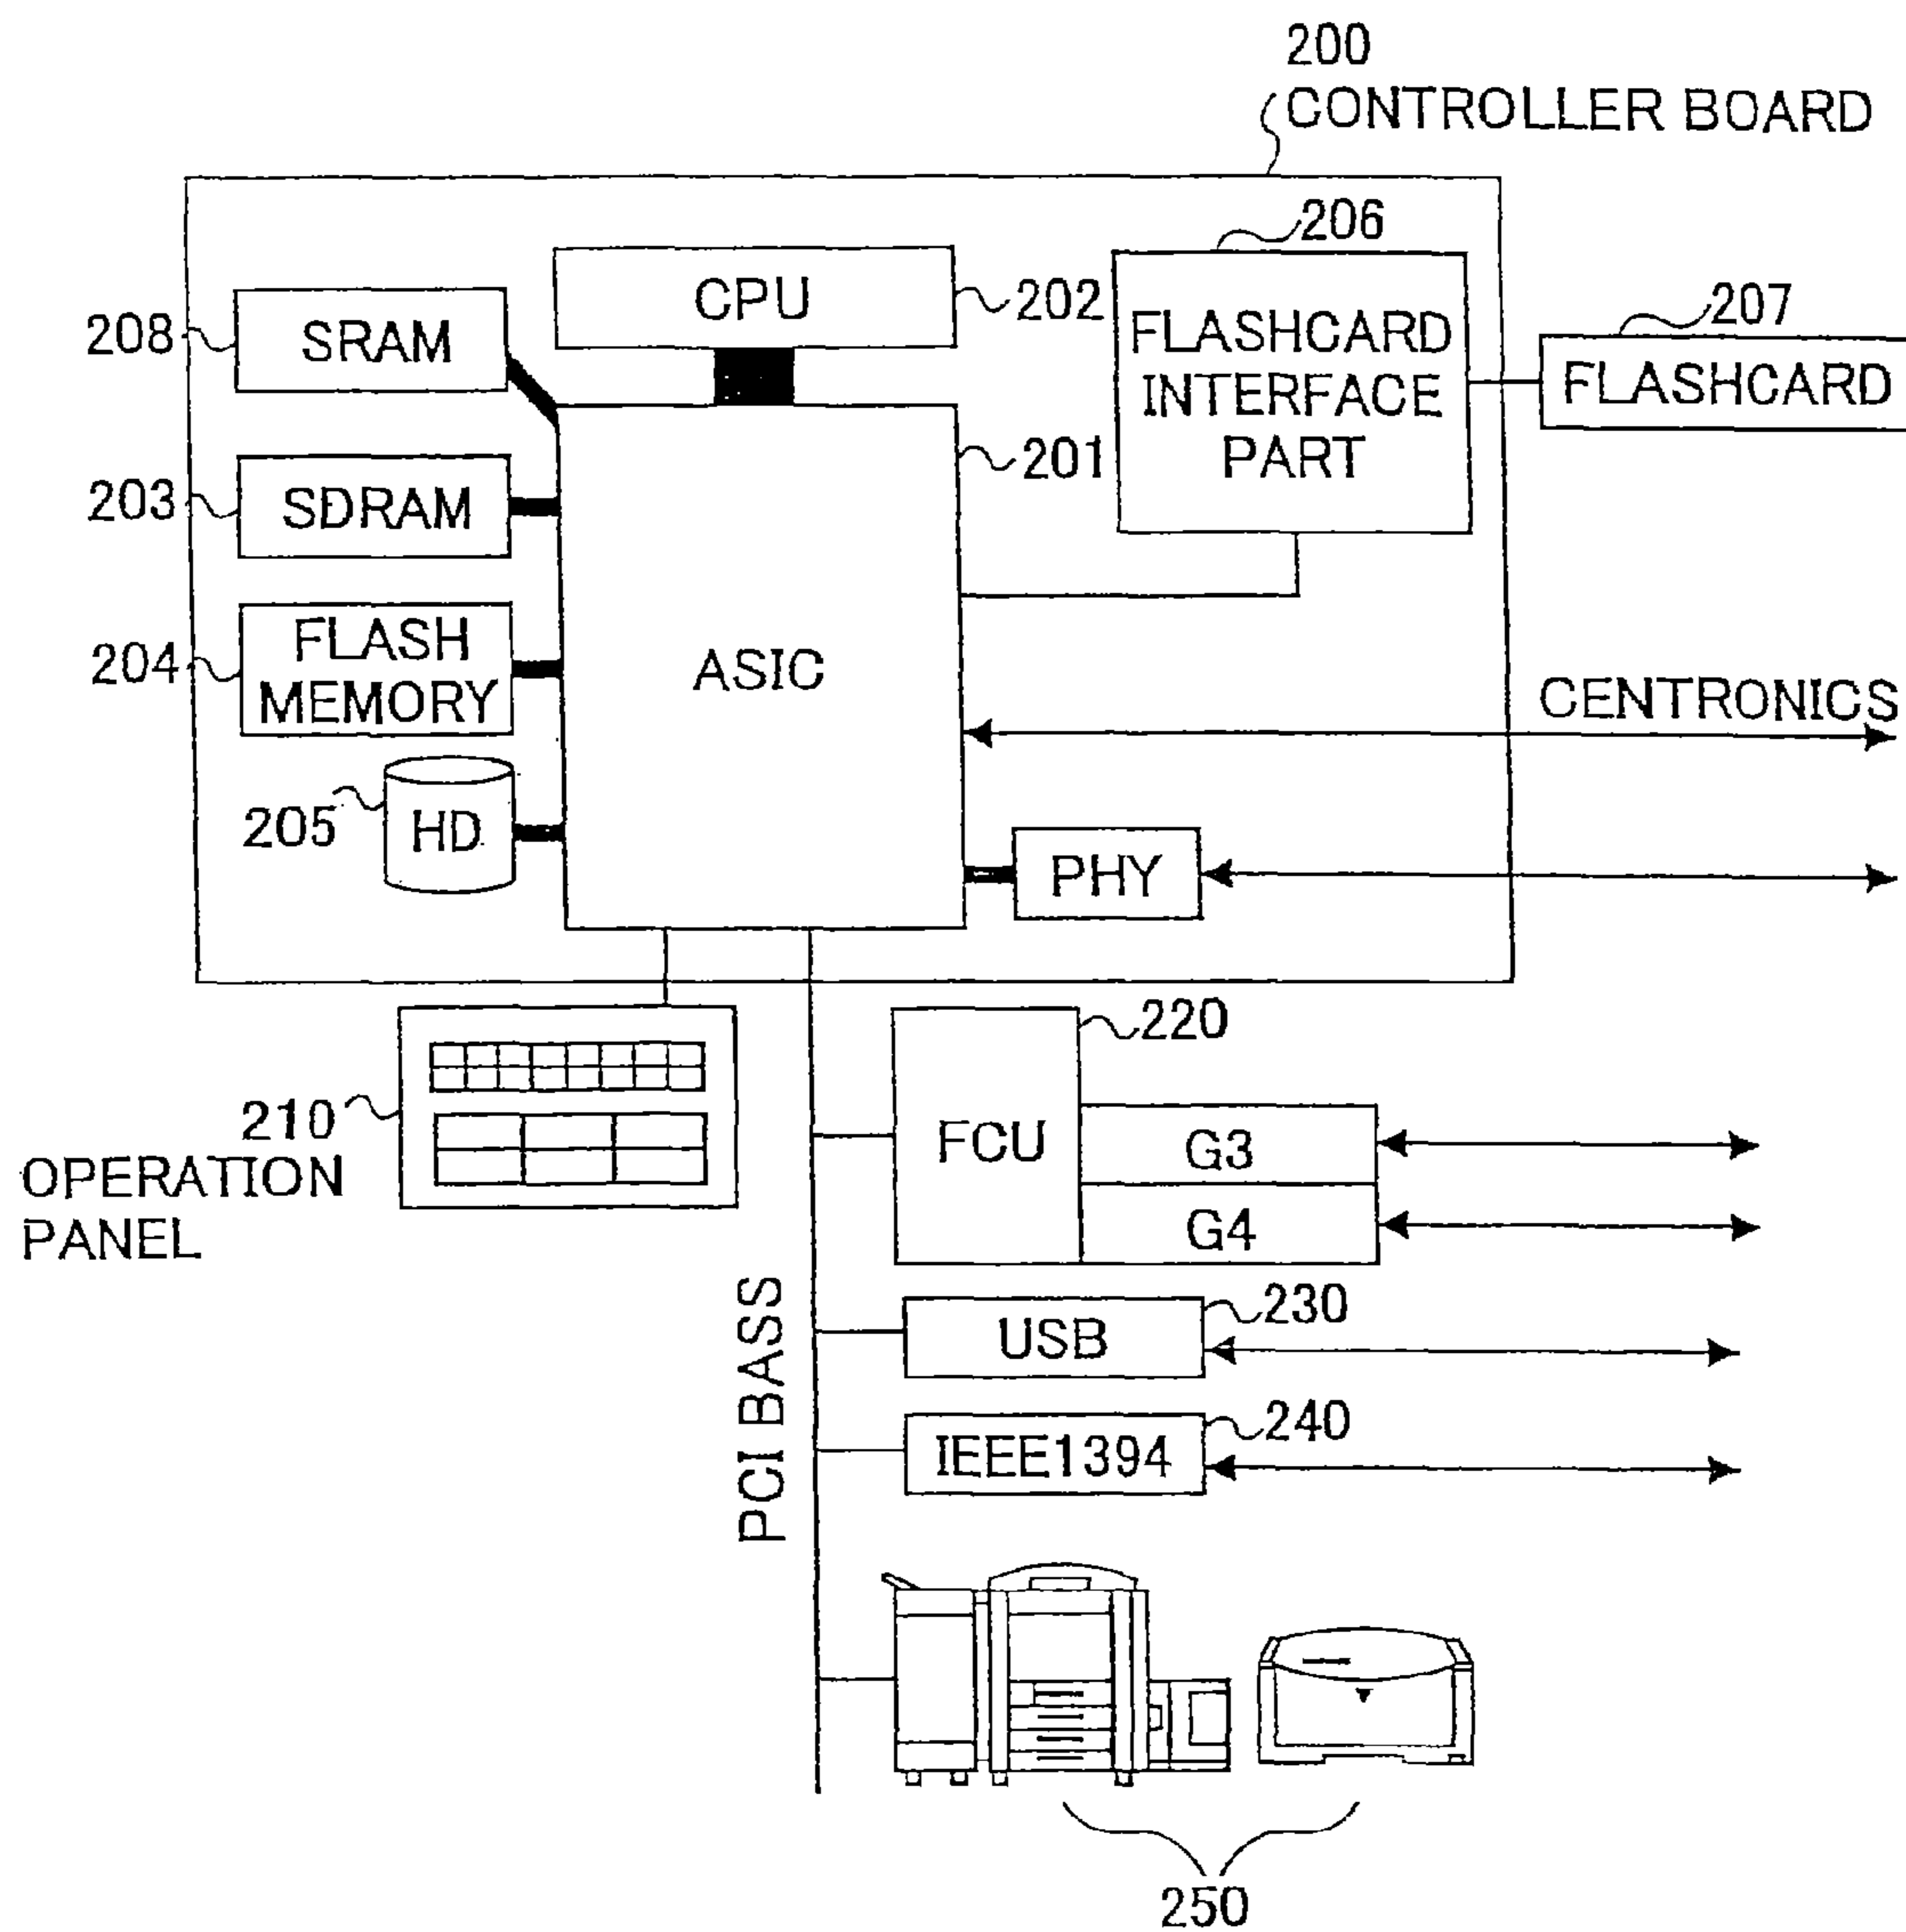 200
CONTROLLER BOARD
206
CPU
202
208
SRAM
FLASHCARD
INTERFACE
PART
207
FLASHCARD
201
203
SDRAM
204
FLASH
MEMORY
ASIC
CENTRONICS
205
HD
PHY
220
210
OPERATION
PANEL
FCU
G3
G4
PCI BASS
230
USB
240
IEEE1394
250